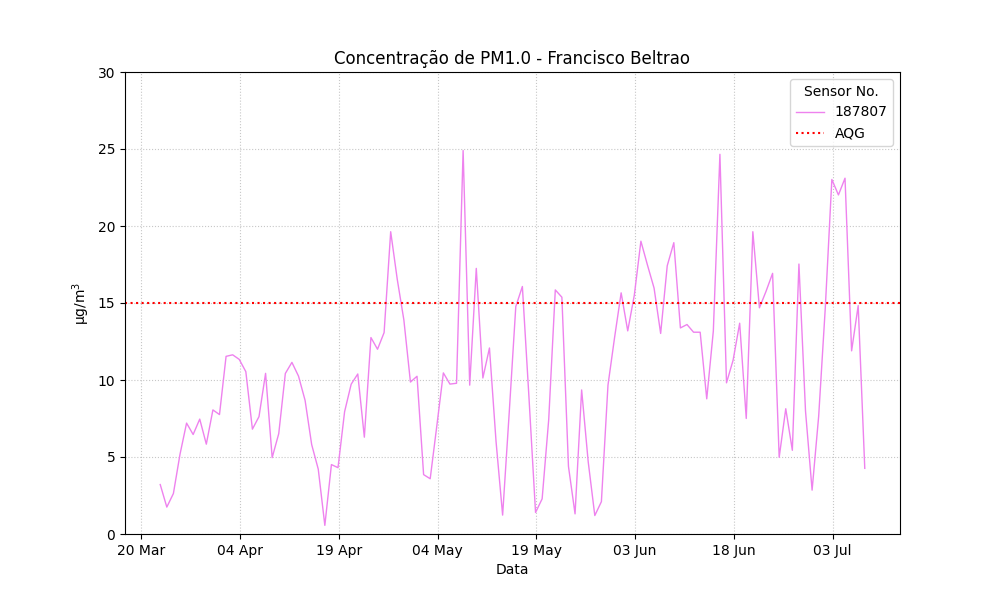 Concentração de PM1.0 - Francisco Beltrao
Sensor No.
187807
AQG
30
25
20
15
10
5
0
µg/m³
20 Mar
04 Apr
19 Apr
04 May
19 May
03 Jun
18 Jun
03 Jul
Data